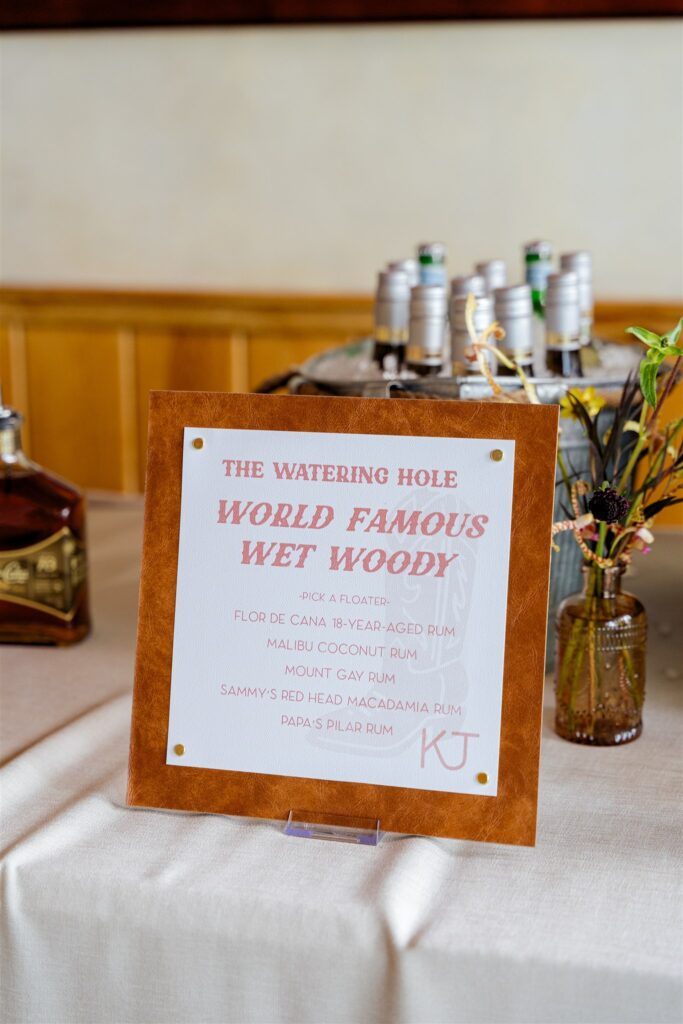 THE WATERING HOLE
WORLD FAMOUS
WET WOODY
-PICK A FLOATER-
FLOR DE CANA 18-YEAR-AGED RUM
MALIBU COCONUT RUM
MOUNT GAY RUM
SAMMY'S RED HEAD MACADAMIA RUM
PAPA'S PILAR RUM
KJ